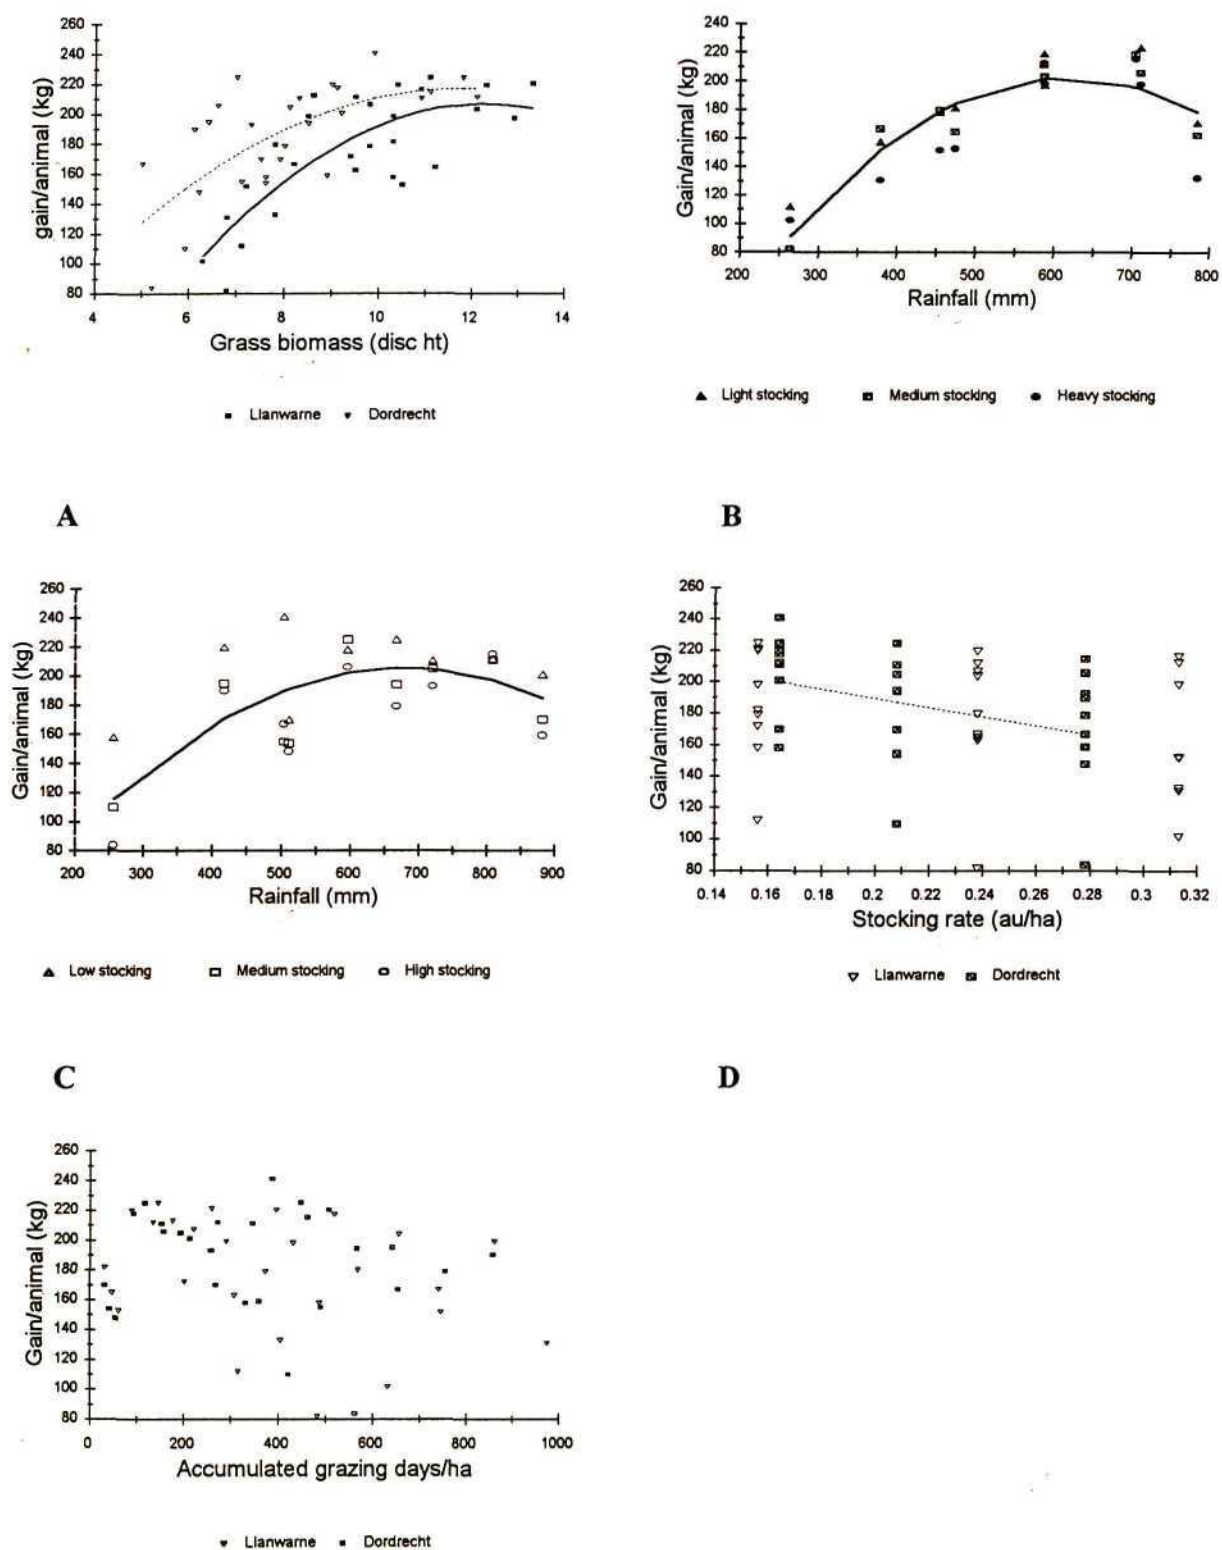 260
240
220
200
180
160
140
120
100
80
gain/animal (kg)
4 6 8 10 12 14
Grass biomass (disc ht)
Llanwarne Dordrecht
240
220
200
180
160
140
120
100
80
Gain/animal (kg)
200 300 400 500 600 700 800
Rainfall (mm)
Light stocking Medium stocking Heavy stocking
A
B
260
240
220
200
180
160
140
120
100
80
Gain/animal (kg)
200 300 400 500 600 700 800 900
Rainfall (mm)
Low stocking Medium stocking High stocking
260
240
220
200
180
160
140
120
100
80
Gain/animal (kg)
0.14 0.16 0.18 0.2 0.22 0.24 0.26 0.28 0.3 0.32
Stocking rate (au/ha)
Llanwarne Dordrecht
C
D
260
240
220
200
180
160
140
120
100
80
Gain/animal (kg)
0 200 400 600 800 1000
Accumulated grazing days/ha
Llanwarne Dordrecht